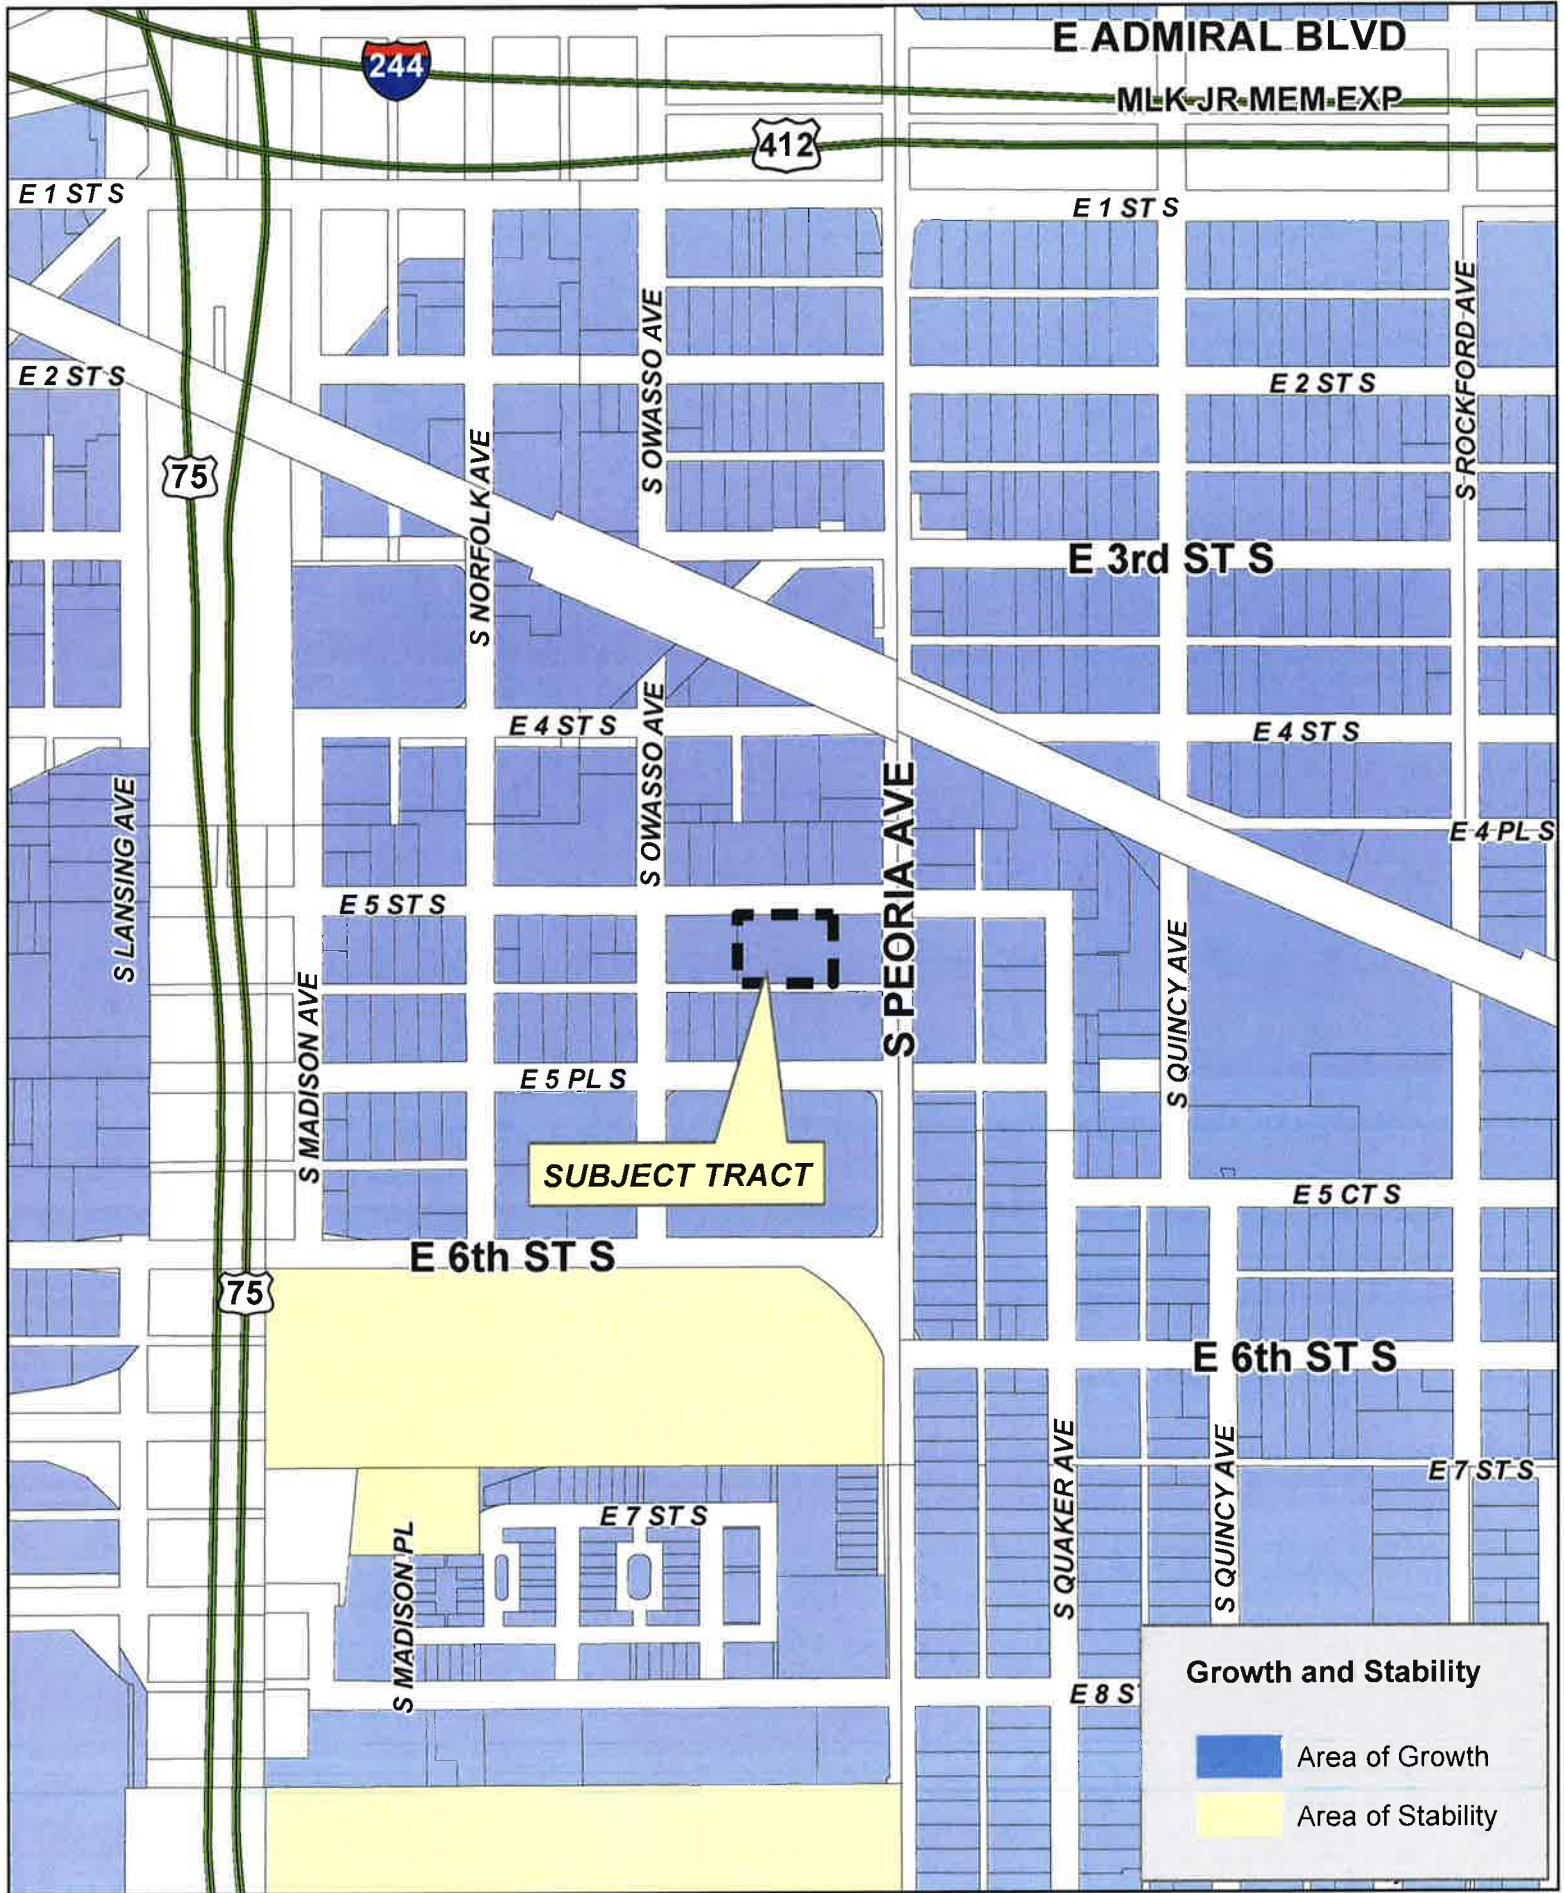 E ADMIRAL BLVD
244
MLK JR MEM EXP
412
E 1 ST S
E 1 ST S
S OWASSO AVE
S ROCKFORD AVE
E 2 ST S
E 2 ST S
75
S NORFOLK AVE
E 3rd ST S
E 4 ST S
E 4 ST S
S OWASSO AVE
S PEORIA AVE
S LANSING AVE
E 4 PL S
E 5 ST S
S QUINCY AVE
S MADISON AVE
E 5 PL S
SUBJECT TRACT
E 5 CT S
E 6th ST S
75
E 6th ST S
S QUAKER AVE
S QUINCY AVE
E 7 ST S
E 7 ST S
S MADISON PL
E 8 S
Growth and Stability
Area of Growth
Area of Stability